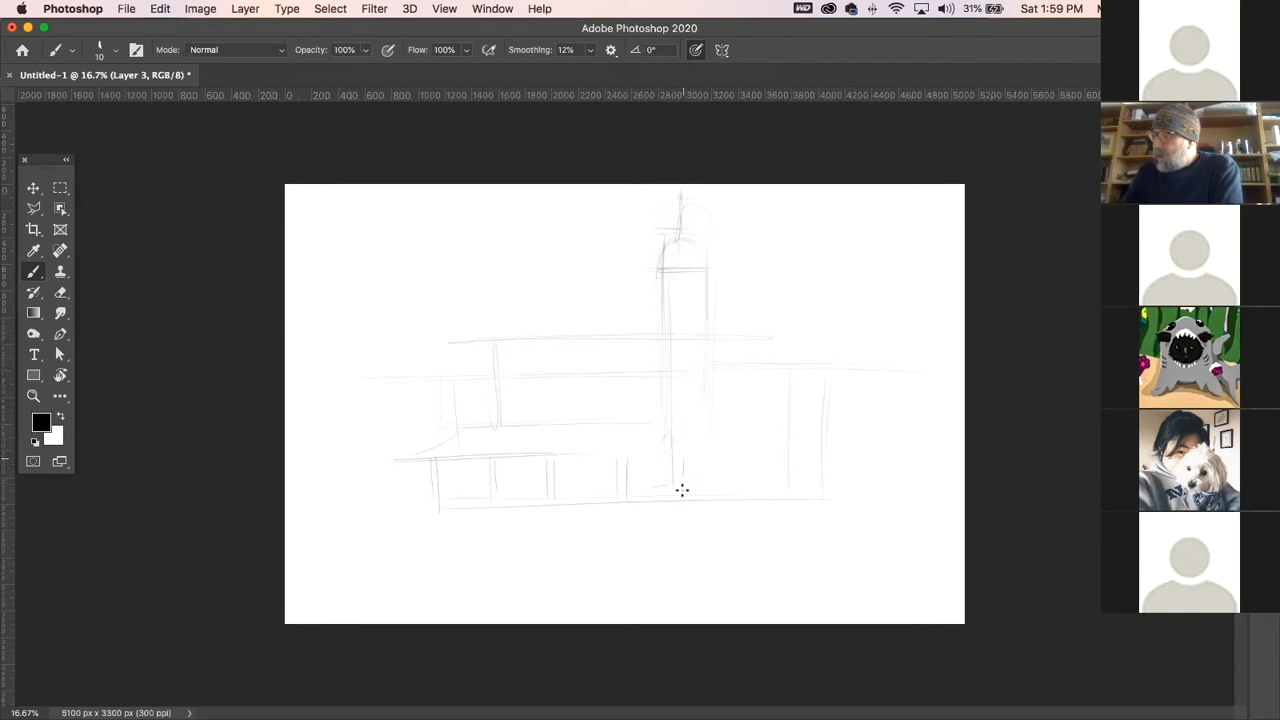 Photoshop File Edit Image Layer Type Select Filter 3D View Window Help 31% Sat 1:59 PM
Adobe Photoshop 2020
10 Mode: Normal Opacity: 100% Flow: 100% Smoothing: 12% 0°
× Untitled-1 @ 16.7% (Layer 3, RGB/8) *
2000 1800 1600 1400 1200 1000 800 600 400 200 0 200 400 600 800 1000 1200 1400 1600 1800 2000 2200 2400 2600 2800 3000 3200 3400 3600 3800 4000 4200 4400 4600 4800 5000 5200 5400 5600 5800
16.67% 5100 px x 3300 px (300 ppi)